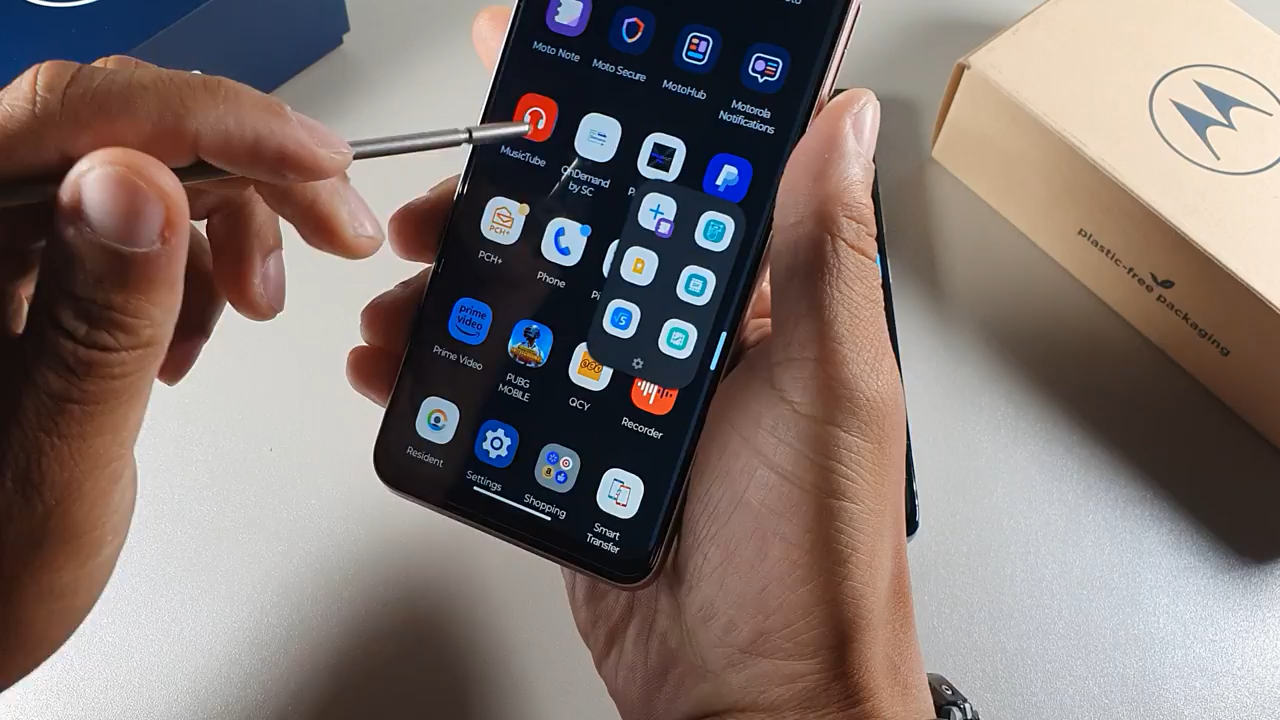 Moto Note
Moto Secure
MotoHub
Motorola
Notifications
MusicTube
OnDemand
by SC
PCH+
PCH+
Phone
prime
video
Prime Video
PUBG
MOBILE
QCY
Recorder
Resident
Settings
Shopping
Smart
Transfer
plastic-free packaging